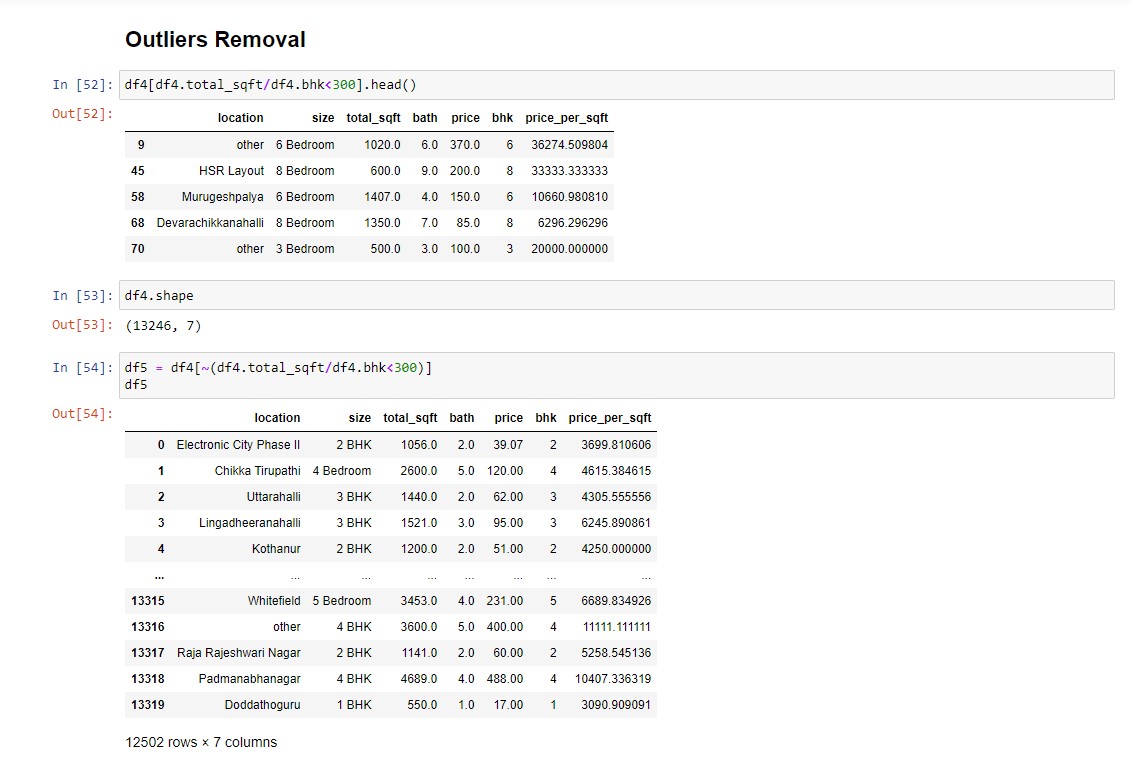 Outliers Removal
In [52]: df4[df4.total_sqft/df4.bhk<300].head()
Out[52]:
location size total_sqft bath price bhk price_per_sqft
9 other 6 Bedroom 1020.0 6.0 370.0 6 36274.509804
45 HSR Layout 8 Bedroom 600.0 9.0 200.0 8 33333.333333
58 Murugeshpalya 6 Bedroom 1407.0 4.0 150.0 6 10660.980810
68 Devarachikkanahalli 8 Bedroom 1350.0 7.0 85.0 8 6296.296296
70 other 3 Bedroom 500.0 3.0 100.0 3 20000.000000
In [53]: df4.shape
Out[53]: (13246, 7)
In [54]: df5 = df4[~(df4.total_sqft/df4.bhk<300)]
df5
Out[54]:
location size total_sqft bath price bhk price_per_sqft
0 Electronic City Phase II 2 BHK 1056.0 2.0 39.07 2 3699.810606
1 Chikka Tirupathi 4 Bedroom 2600.0 5.0 120.00 4 4615.384615
2 Uttarahalli 3 BHK 1440.0 2.0 62.00 3 4305.555556
3 Lingadheeranahalli 3 BHK 1521.0 3.0 95.00 3 6245.890861
4 Kothanur 2 BHK 1200.0 2.0 51.00 2 4250.000000
... ... ... ... ... ... ... ...
13315 Whitefield 5 Bedroom 3453.0 4.0 231.00 5 6689.834926
13316 other 4 BHK 3600.0 5.0 400.00 4 11111.111111
13317 Raja Rajeshwari Nagar 2 BHK 1141.0 2.0 60.00 2 5258.545136
13318 Padmanabhanagar 4 BHK 4689.0 4.0 488.00 4 10407.336319
13319 Doddathoguru 1 BHK 550.0 1.0 17.00 1 3090.909091
12502 rows × 7 columns